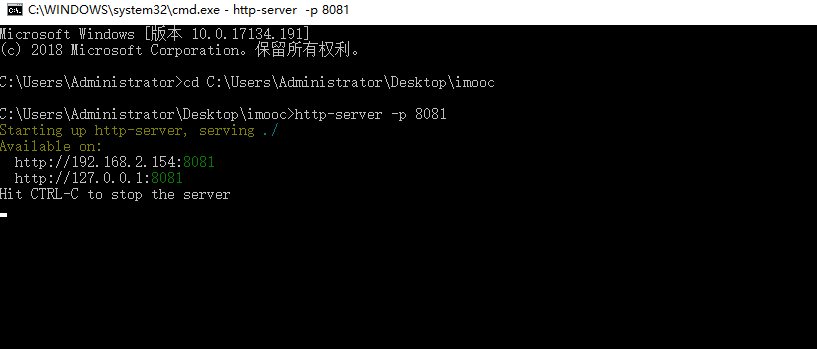 C:\WINDOWS\system32\cmd.exe - http-server  -p 8081
Microsoft Windows [版本 10.0.17134.191]
(c) 2018 Microsoft Corporation。保留所有权利。
C:\Users\Administrator>cd C:\Users\Administrator\Desktop\imooc
C:\Users\Administrator\Desktop\imooc>http-server -p 8081
Starting up http-server, serving ./
Available on:
  http://192.168.2.154:8081
  http://127.0.0.1:8081
Hit CTRL-C to stop the server